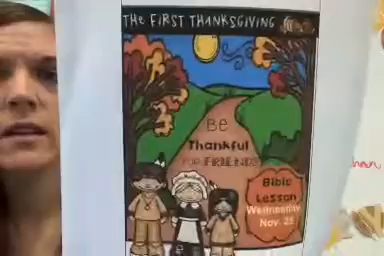 THE FIRST THANKSGIVING
BE
Thankful
FOR FRIENDS
Bible
Lesson
Wednesday
Nov. 25